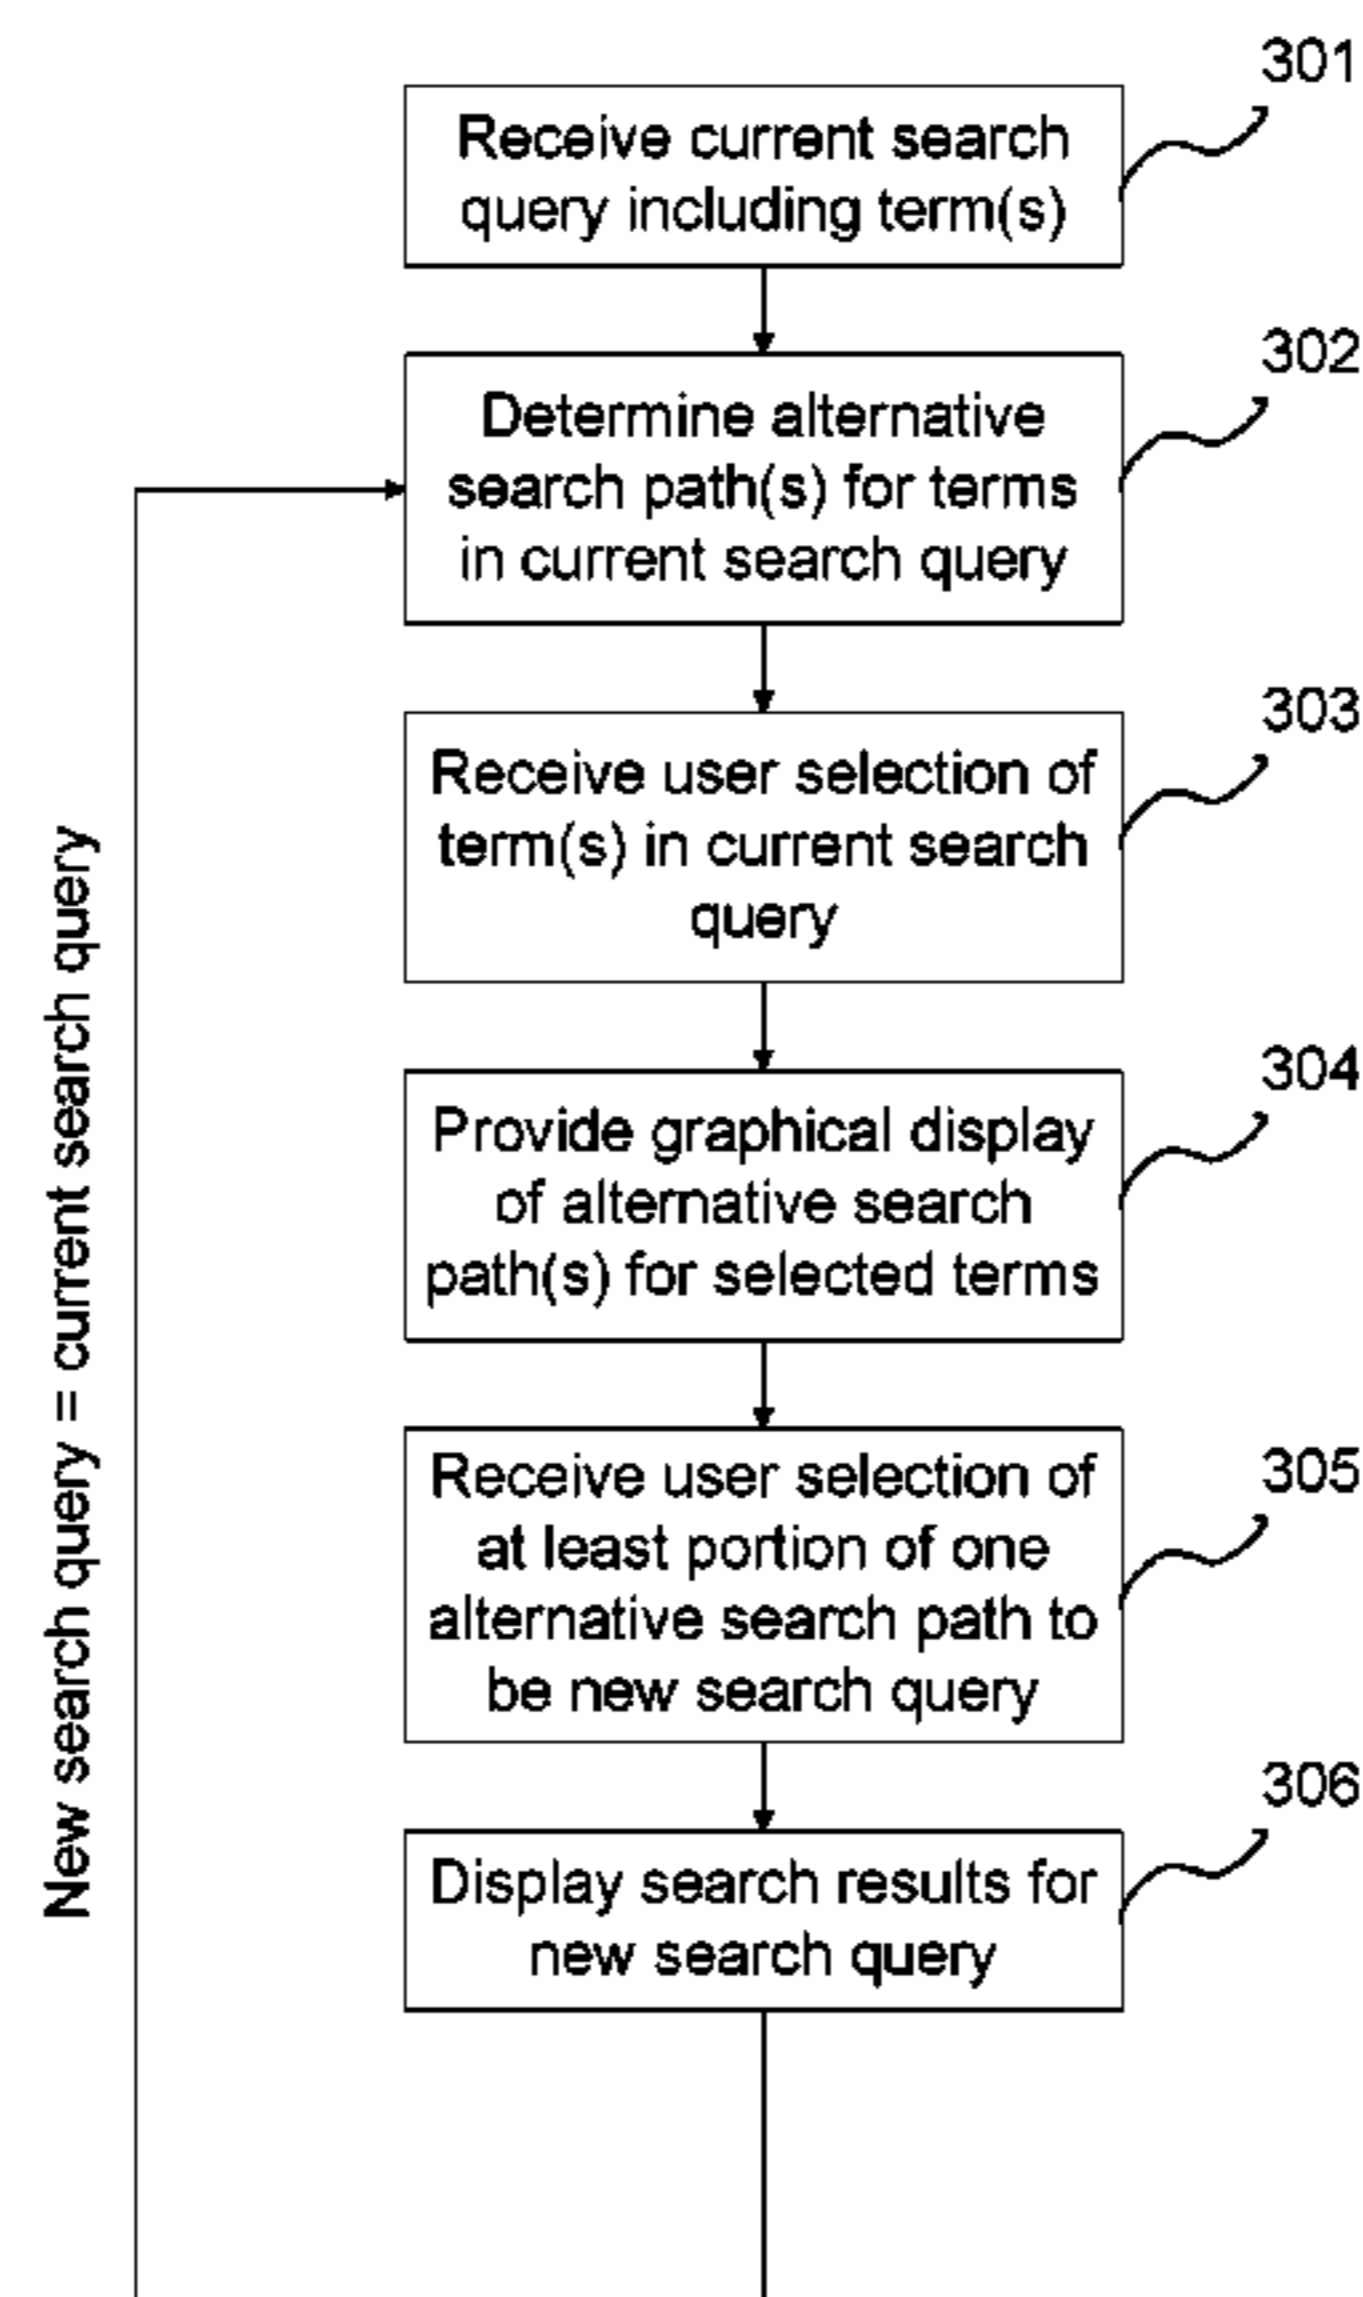 301
Receive current search
query including term(s)
302
Determine alternative
search path(s) for terms
in current search query
303
Receive user selection of
term(s) in current search
query
304
Provide graphical display
of alternative search
path(s) for selected terms
305
Receive user selection of
at least portion of one
alternative search path to
be new search query
306
Display search results for
new search query
New search query = current search query